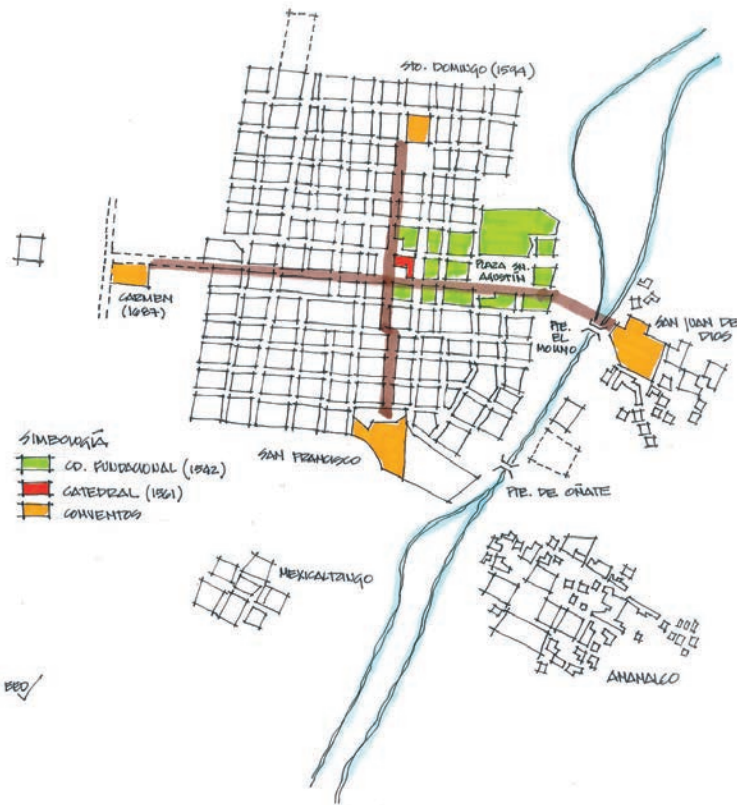 STO. DOMINGO (1594)
PLAZA SN.
AGUSTIN
CARMEN
(1687)
PTE.
EL
MOLINO
SAN JUAN DE
DIOS
SIMBOLOGÍA
CD. FUNDACIONAL (1542)
CATEDRAL (1561)
CONVENTOS
SAN FRANCISCO
PTE. DE OÑATE
MEXICALTZINGO
ANANALCO